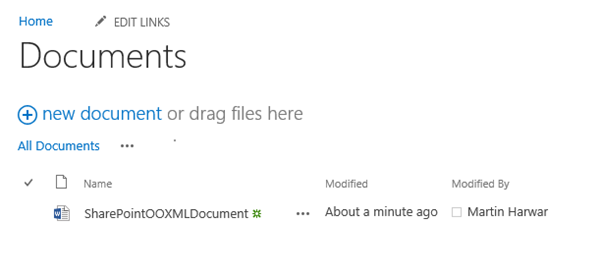 Home EDIT LINKS
Documents
new document or drag files here
All Documents ...
Name Modified Modified By
SharePointOOXMLDocument ... About a minute ago Martin Harwar